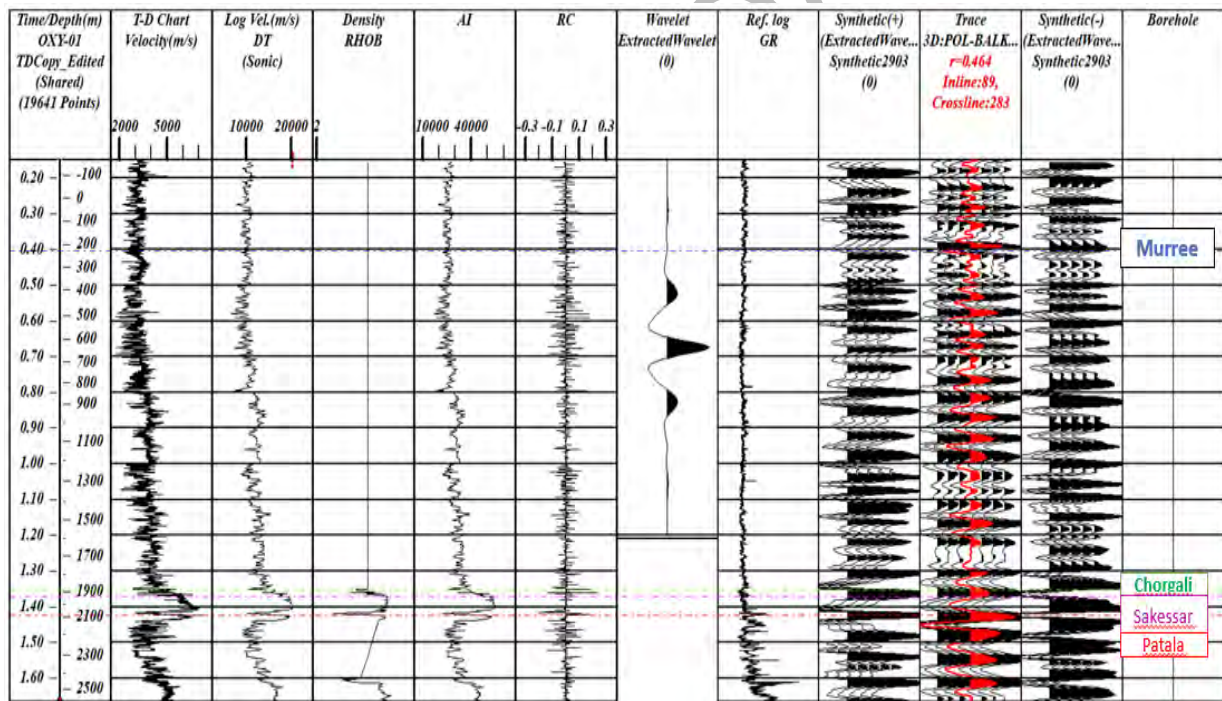 Time/Depth(m)
OXY-01
TDCopy_Edited
(Shared)
(19641 Points)
T-D Chart
Velocity(m/s)
2000 5000
Log Vel.(m/s)
DT
(Sonic)
10000 20000
Density
RHOB
2
AI
10000 40000
RC
-0.3 -0.1 0.1 0.3
Wavelet
ExtractedWavelet
(0)
Ref. log
GR
Synthetic(+)
(ExtractedWave...
Synthetic2903
(0)
Trace
3D:POL-BALK...
r=0.464
Inline:89,
Crossline:283
Synthetic(-)
(ExtractedWave...
Synthetic2903
(0)
Borehole
0.20 -100
0
0.30 100
200
0.40
300
0.50 400
500
0.60
600
0.70 700
0.80 800
900
0.90
1100
1.00
1300
1.10
1500
1.20
1700
1.30
1900
1.40
2100
1.50
2300
1.60
2500
Murree
Chorgali
Sakessar
Patala